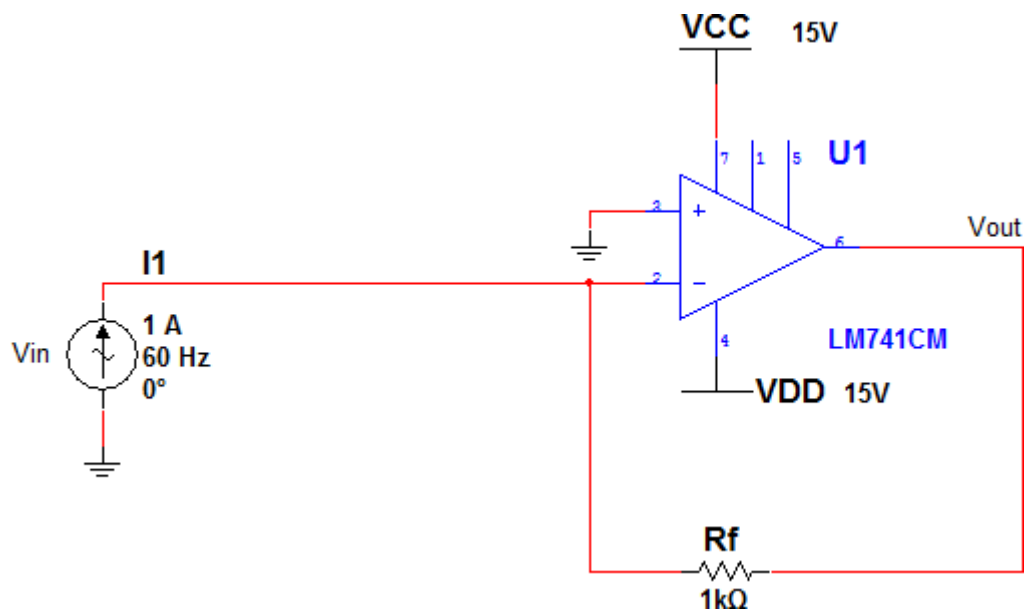 VCC 15V
7 1 5 U1
3 +
Vout
6
I1
2 −
1 A
Vin
60 Hz
0°
4
LM741CM
VDD 15V
Rf
1kΩ